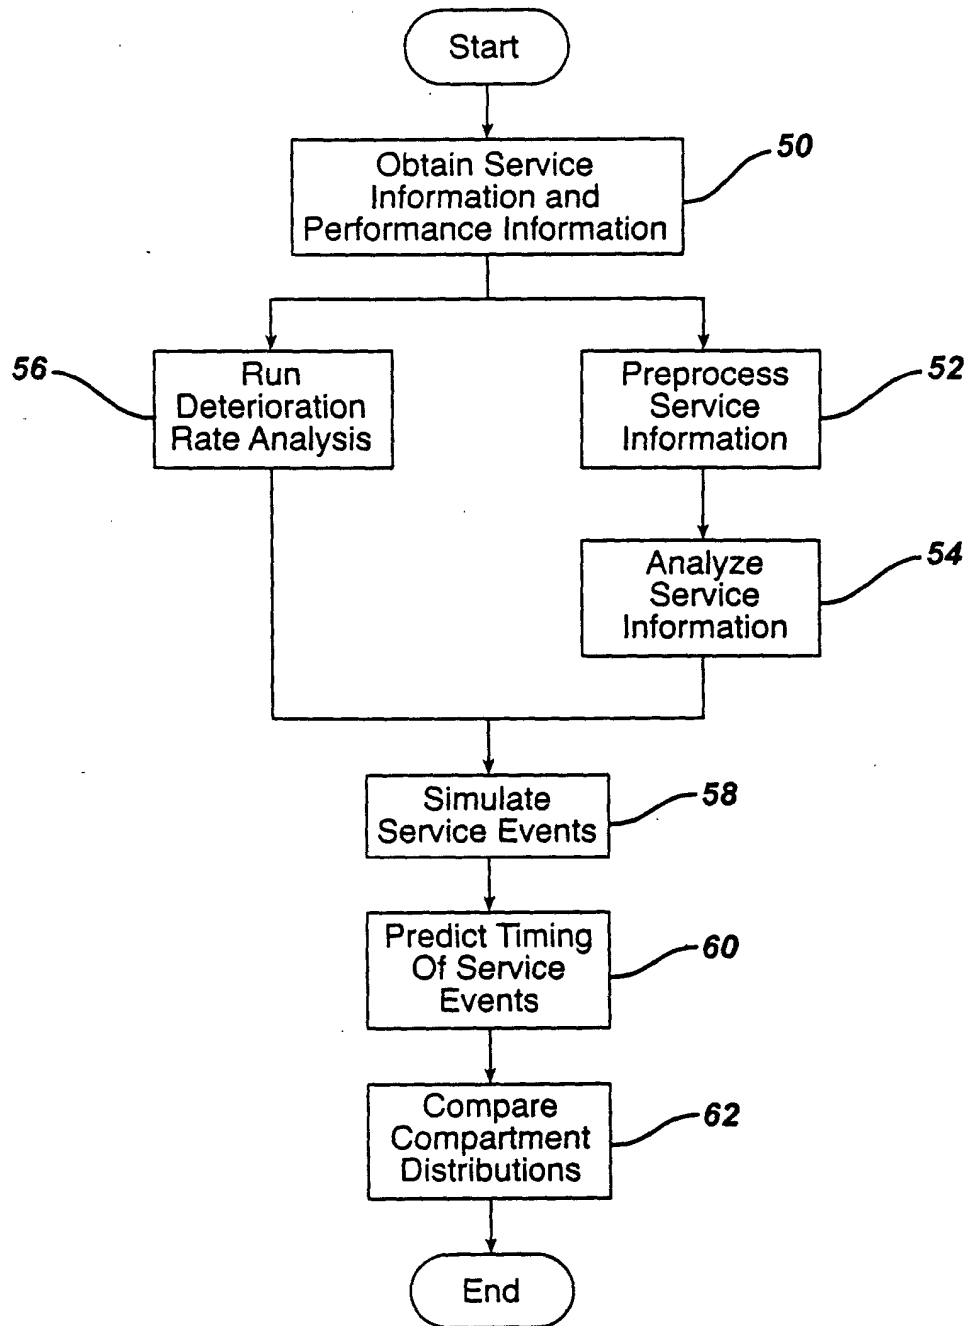 Start
Obtain Service
Information and
Performance Information
50
Run
Deterioration
Rate Analysis
56
Preprocess
Service
Information
52
Analyze
Service
Information
54
Simulate
Service Events
58
Predict Timing
Of Service
Events
60
Compare
Compartment
Distributions
62
End